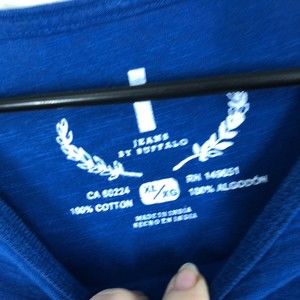 I
JEANS
BY BUFFALO
CA 60224 XL/XG RN 149651
100% COTTON 100% ALGODÓN
MADE IN INDIA
HECHO EN INDIA